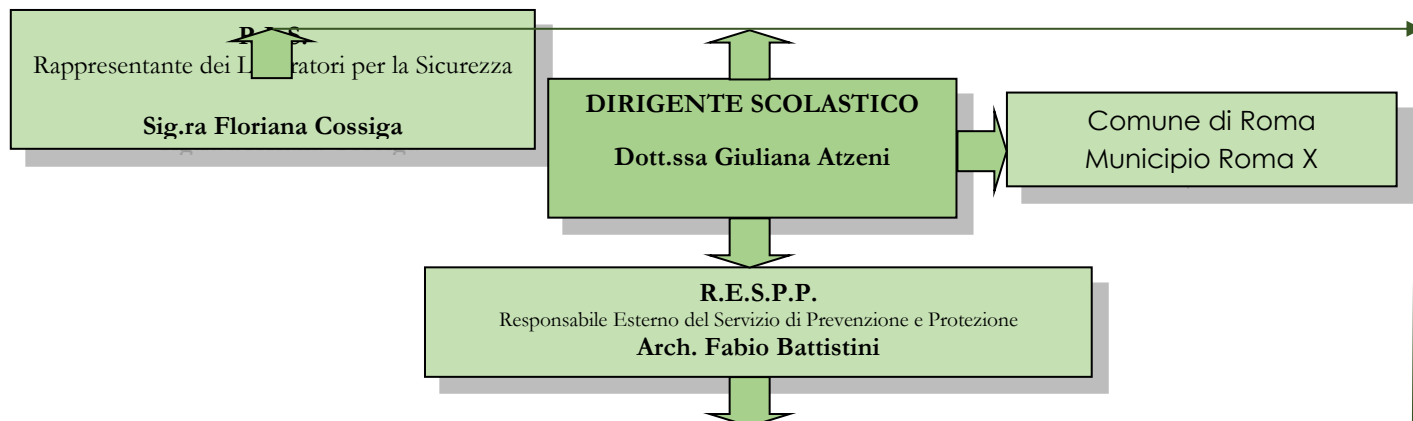 Rappresentante dei per la Sicurezza
Sig.ra Floriana Cossiga
DIRIGENTE SCOLASTICO
Dott.ssa Giuliana Atzeni
Comune di Roma
Municipio Roma X
R.E.S.P.P.
Responsabile Esterno del Servizio di Prevenzione e Protezione
Arch. Fabio Battistini